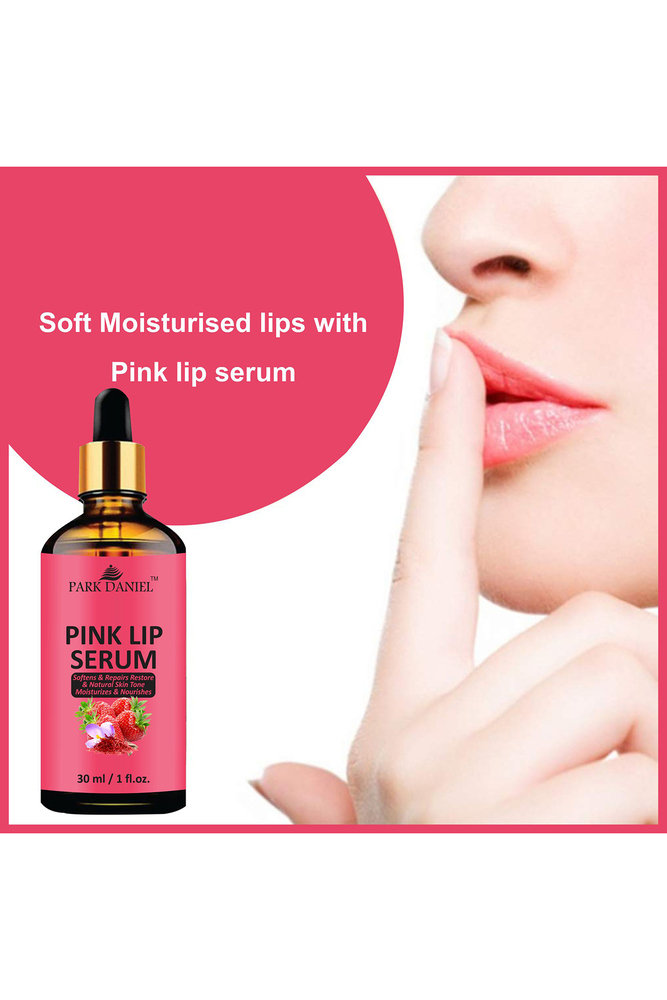 Soft Moisturised lips with
Pink lip serum
PARK DANIEL™
PINK LIP
SERUM
Softens & Repairs Restore
& Natural Skin Tone
Moisturizes & Nourishes
30 ml / 1 fl.oz.